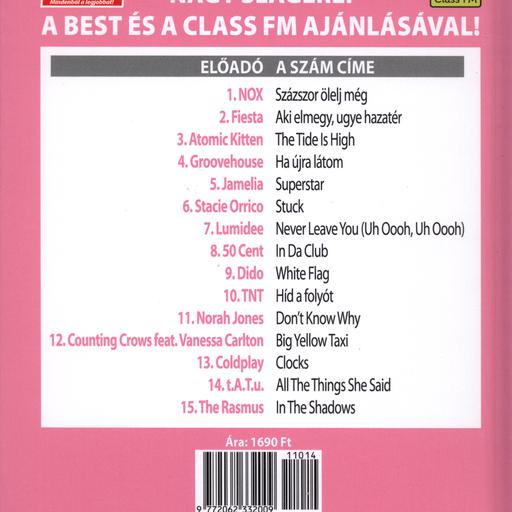 Mindenből a legjobbat!
Class FM
A BEST ÉS A CLASS FM AJÁNLÁSÁVAL!
ELŐADÓ A SZÁM CÍME
1. NOX Százszor ölelj még
2. Fiesta Aki elmegy, ugye hazatér
3. Atomic Kitten The Tide Is High
4. Groovehouse Ha újra látom
5. Jamelia Superstar
6. Stacie Orrico Stuck
7. Lumidee Never Leave You (Uh Oooh, Uh Oooh)
8. 50 Cent In Da Club
9. Dido White Flag
10. TNT Híd a folyót
11. Norah Jones Don't Know Why
12. Counting Crows feat. Vanessa Carlton Big Yellow Taxi
13. Coldplay Clocks
14. t.A.T.u. All The Things She Said
15. The Rasmus In The Shadows
Ára: 1690 Ft
11014
9 772062 332009